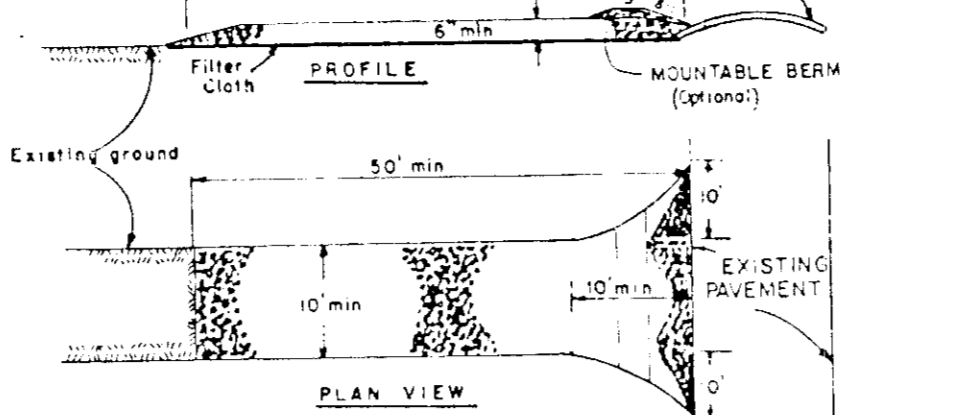 6" min
Filter
Cloth
PROFILE
MOUNTABLE BERM
(Optional)
Existing ground
50' min
10'
EXISTING
PAVEMENT
10' min
10' min
PLAN VIEW